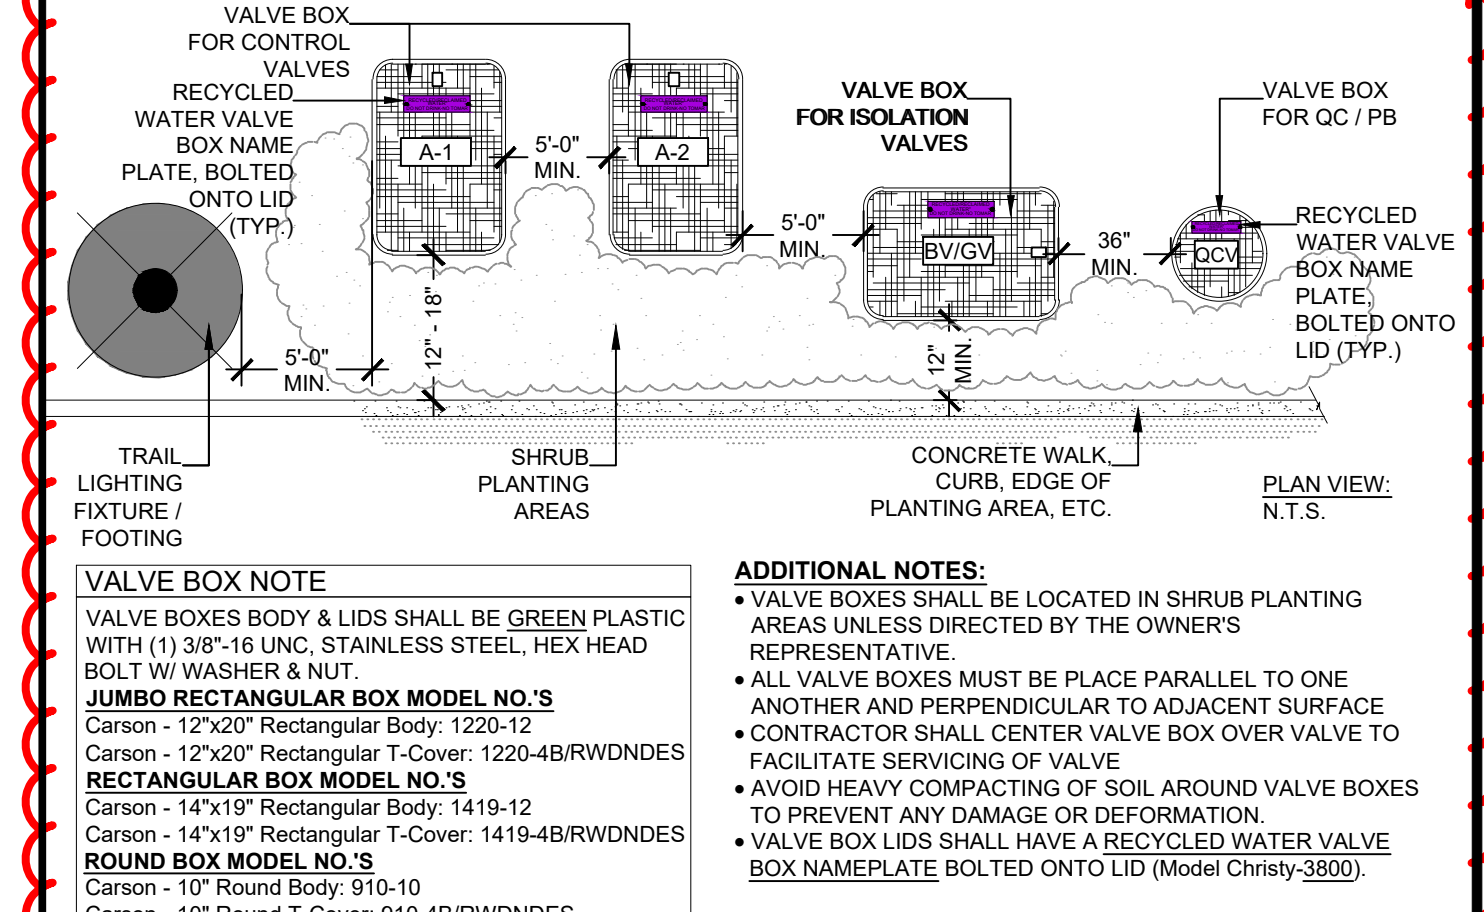 VALVE BOX
FOR CONTROL
VALVES
RECYCLED
WATER VALVE
BOX NAME
PLATE, BOLTED
ONTO LID
(TYP.)
A-1
5'-0"
MIN.
A-2
VALVE BOX
FOR ISOLATION
VALVES
VALVE BOX
FOR QC / PB
5'-0"
MIN.
BV/GV
36"
MIN.
QCV
RECYCLED
WATER VALVE
BOX NAME
PLATE,
BOLTED ONTO
LID (TYP.)
5'-0"
MIN.
12" - 18"
12"
MIN.
TRAIL
LIGHTING
FIXTURE /
FOOTING
SHRUB
PLANTING
AREAS
CONCRETE WALK,
CURB, EDGE OF
PLANTING AREA, ETC.
PLAN VIEW:
N.T.S.
VALVE BOX NOTE
VALVE BOXES BODY & LIDS SHALL BE GREEN PLASTIC
WITH (1) 3/8"-16 UNC, STAINLESS STEEL, HEX HEAD
BOLT W/ WASHER & NUT.
JUMBO RECTANGULAR BOX MODEL NO.'S
Carson - 12"x20" Rectangular Body: 1220-12
Carson - 12"x20" Rectangular T-Cover: 1220-4B/RWDNDES
RECTANGULAR BOX MODEL NO.'S
Carson - 14"x19" Rectangular Body: 1419-12
Carson - 14"x19" Rectangular T-Cover: 1419-4B/RWDNDES
ROUND BOX MODEL NO.'S
Carson - 10" Round Body: 910-10
Carson - 10" Round T-Cover: 910-4B/RWDNDES
ADDITIONAL NOTES:
• VALVE BOXES SHALL BE LOCATED IN SHRUB PLANTING
AREAS UNLESS DIRECTED BY THE OWNER'S
REPRESENTATIVE.
• ALL VALVE BOXES MUST BE PLACE PARALLEL TO ONE
ANOTHER AND PERPENDICULAR TO ADJACENT SURFACE
• CONTRACTOR SHALL CENTER VALVE BOX OVER VALVE TO
FACILITATE SERVICING OF VALVE
• AVOID HEAVY COMPACTING OF SOIL AROUND VALVE BOXES
TO PREVENT ANY DAMAGE OR DEFORMATION.
• VALVE BOX LIDS SHALL HAVE A RECYCLED WATER VALVE
BOX NAMEPLATE BOLTED ONTO LID (Model Christy-3800).